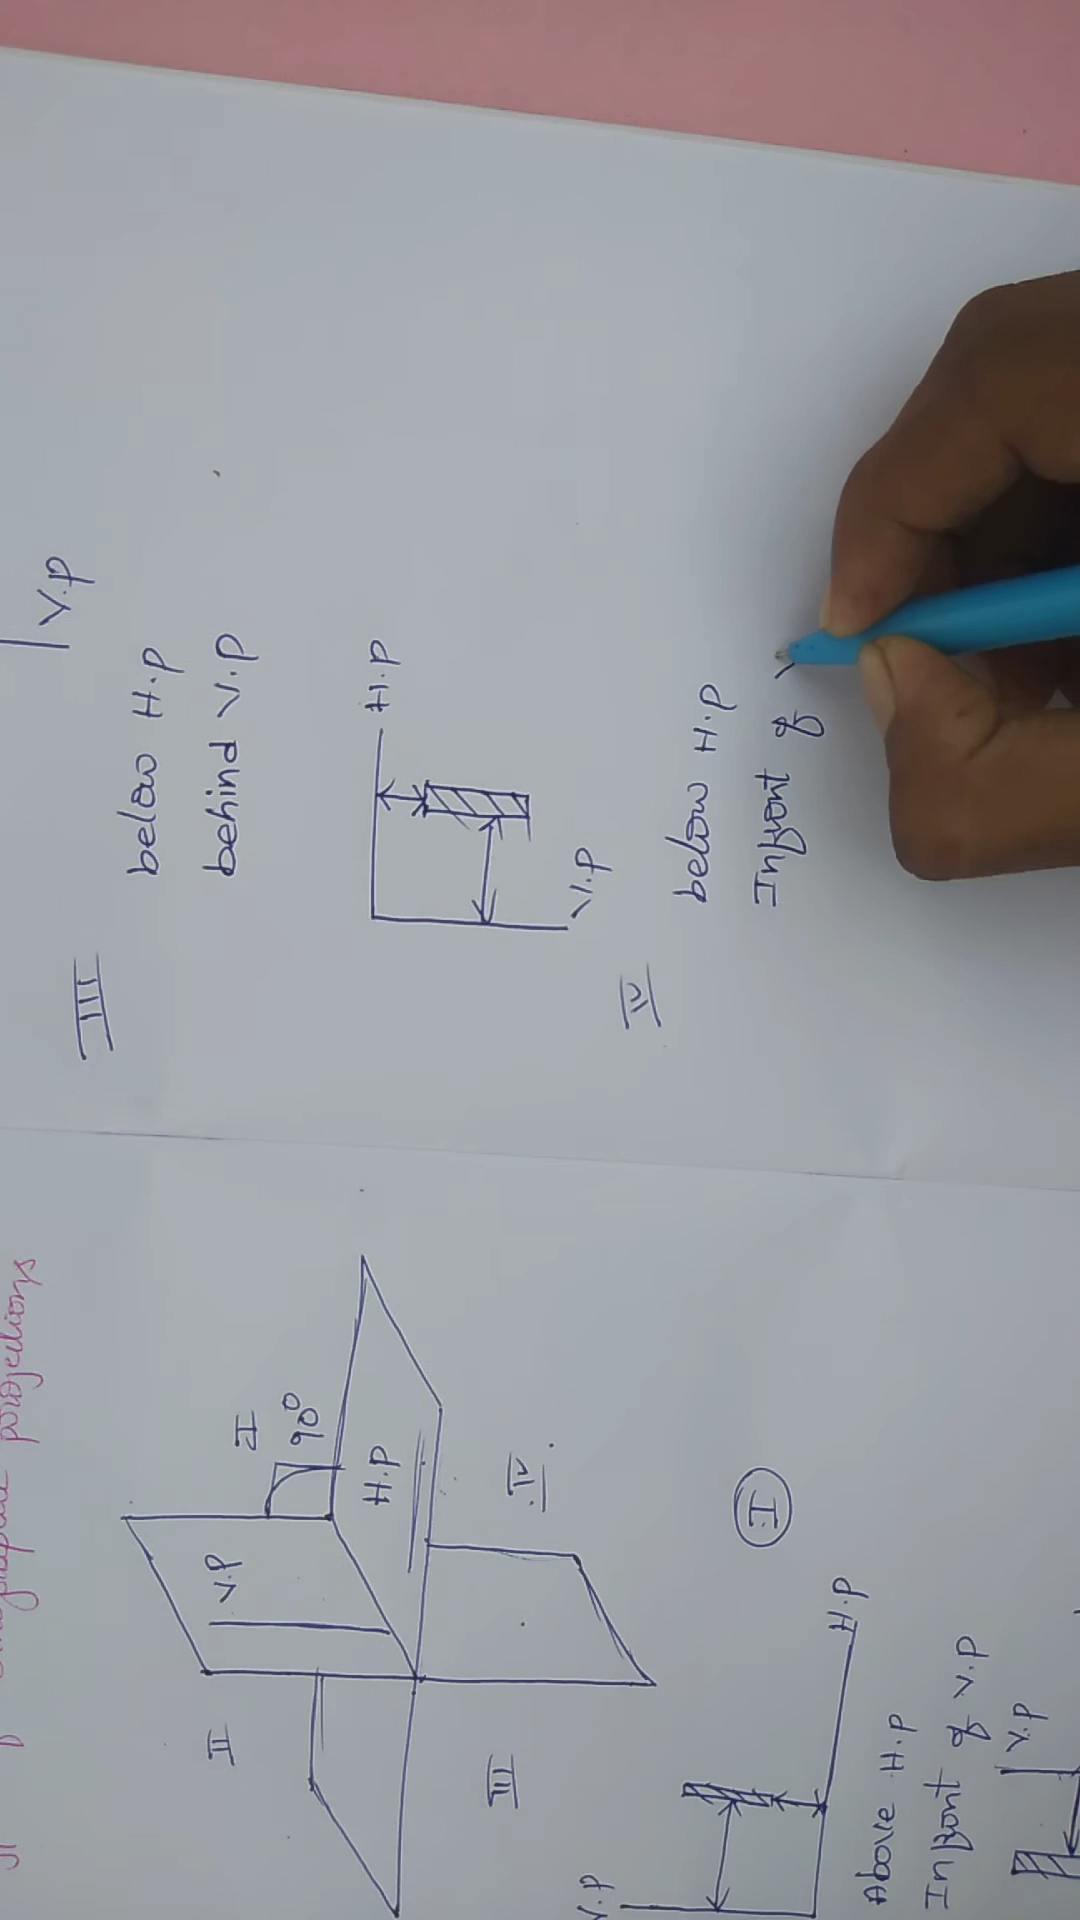 projections
V.P
H.P
I
90°
II
III
IV
I
V.P
H.P
Above H.P
Infront of V.P
V.P
V.P
III
below H.P
behind V.P
H.P
V.P
IV
below H.P
Infront of